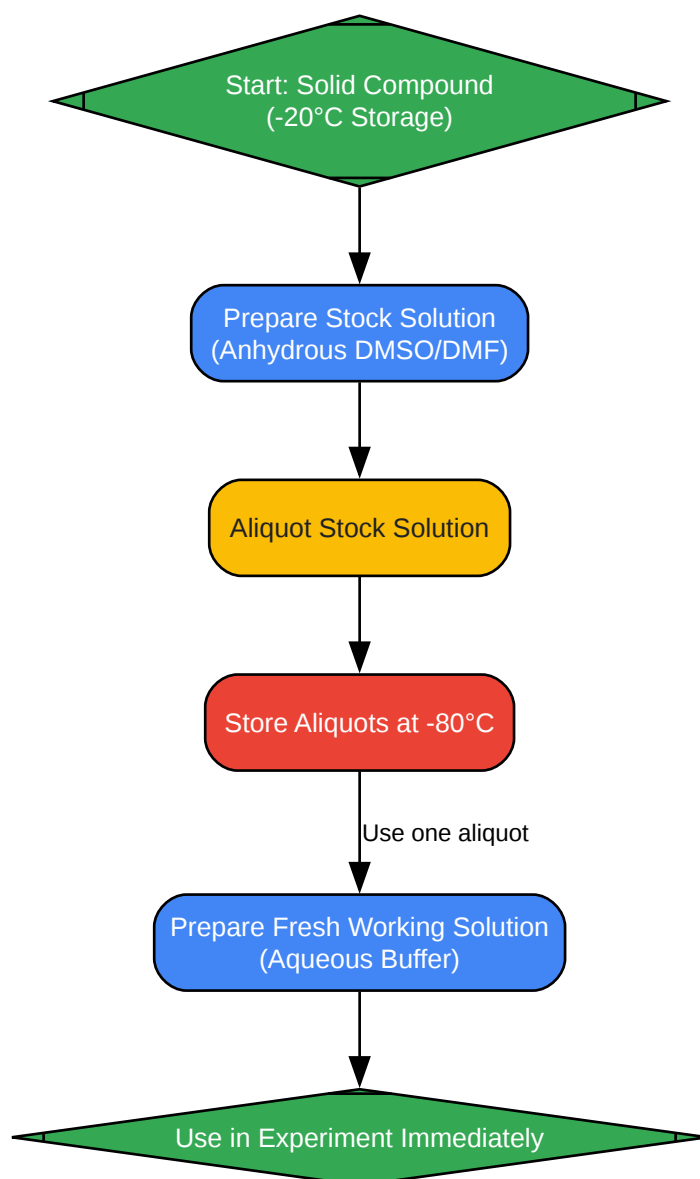 Start: Solid Compound
(-20°C Storage)
Prepare Stock Solution
(Anhydrous DMSO/DMF)
Aliquot Stock Solution
Store Aliquots at -80°C
Use one aliquot
Prepare Fresh Working Solution
(Aqueous Buffer)
Use in Experiment Immediately